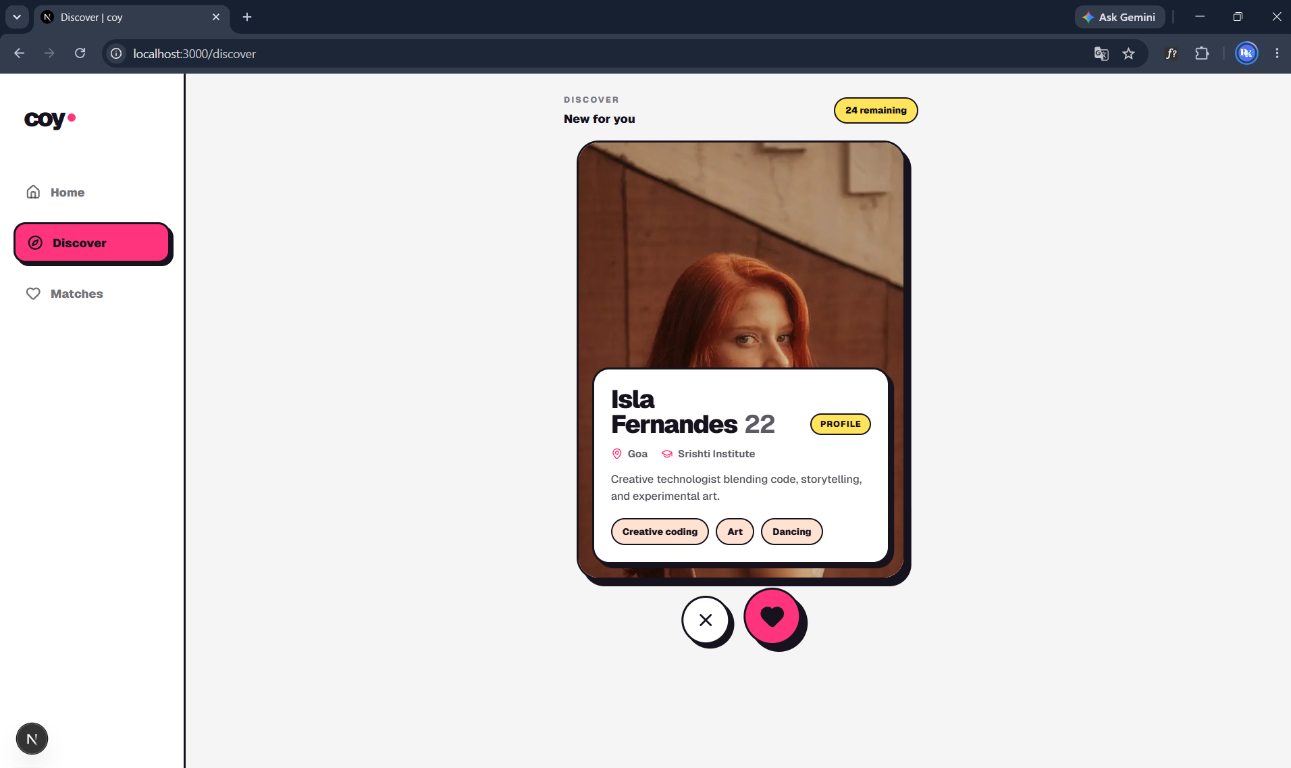 Discover | coy
Ask Gemini
localhost:3000/discover
coy
Home
Discover
Matches
DISCOVER
New for you
24 remaining
Isla
Fernandes 22
PROFILE
Goa
Srishti Institute
Creative technologist blending code, storytelling,
and experimental art.
Creative coding
Art
Dancing
N